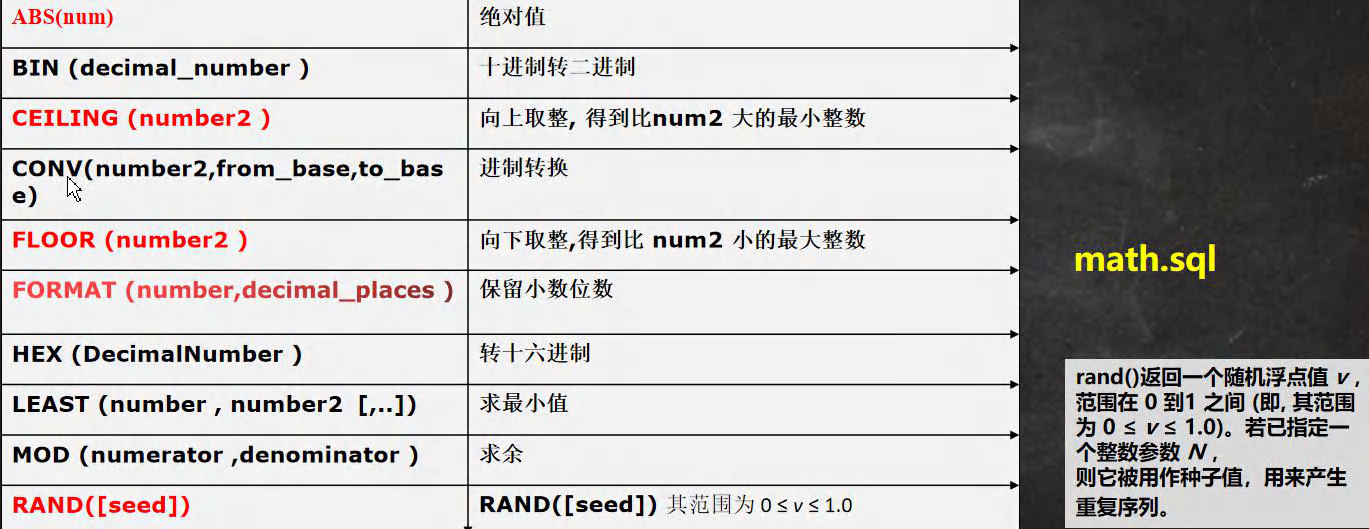 ABS(num) 绝对值
BIN (decimal_number ) 十进制转二进制
CEILING (number2 ) 向上取整, 得到比num2 大的最小整数
CONV(number2,from_base,to_bas 进制转换
e)
FLOOR (number2 ) 向下取整,得到比 num2 小的最大整数
FORMAT (number,decimal_places ) 保留小数位数
HEX (DecimalNumber ) 转十六进制
LEAST (number , number2 [,..]) 求最小值
MOD (numerator ,denominator ) 求余
RAND([seed]) RAND([seed]) 其范围为 0 ≤ v ≤ 1.0
math.sql
rand()返回一个随机浮点值 v ,
范围在 0 到1 之间 (即, 其范围
为 0 ≤ v ≤ 1.0)。若已指定一
个整数参数 N ,
则它被用作种子值，用来产生
重复序列。